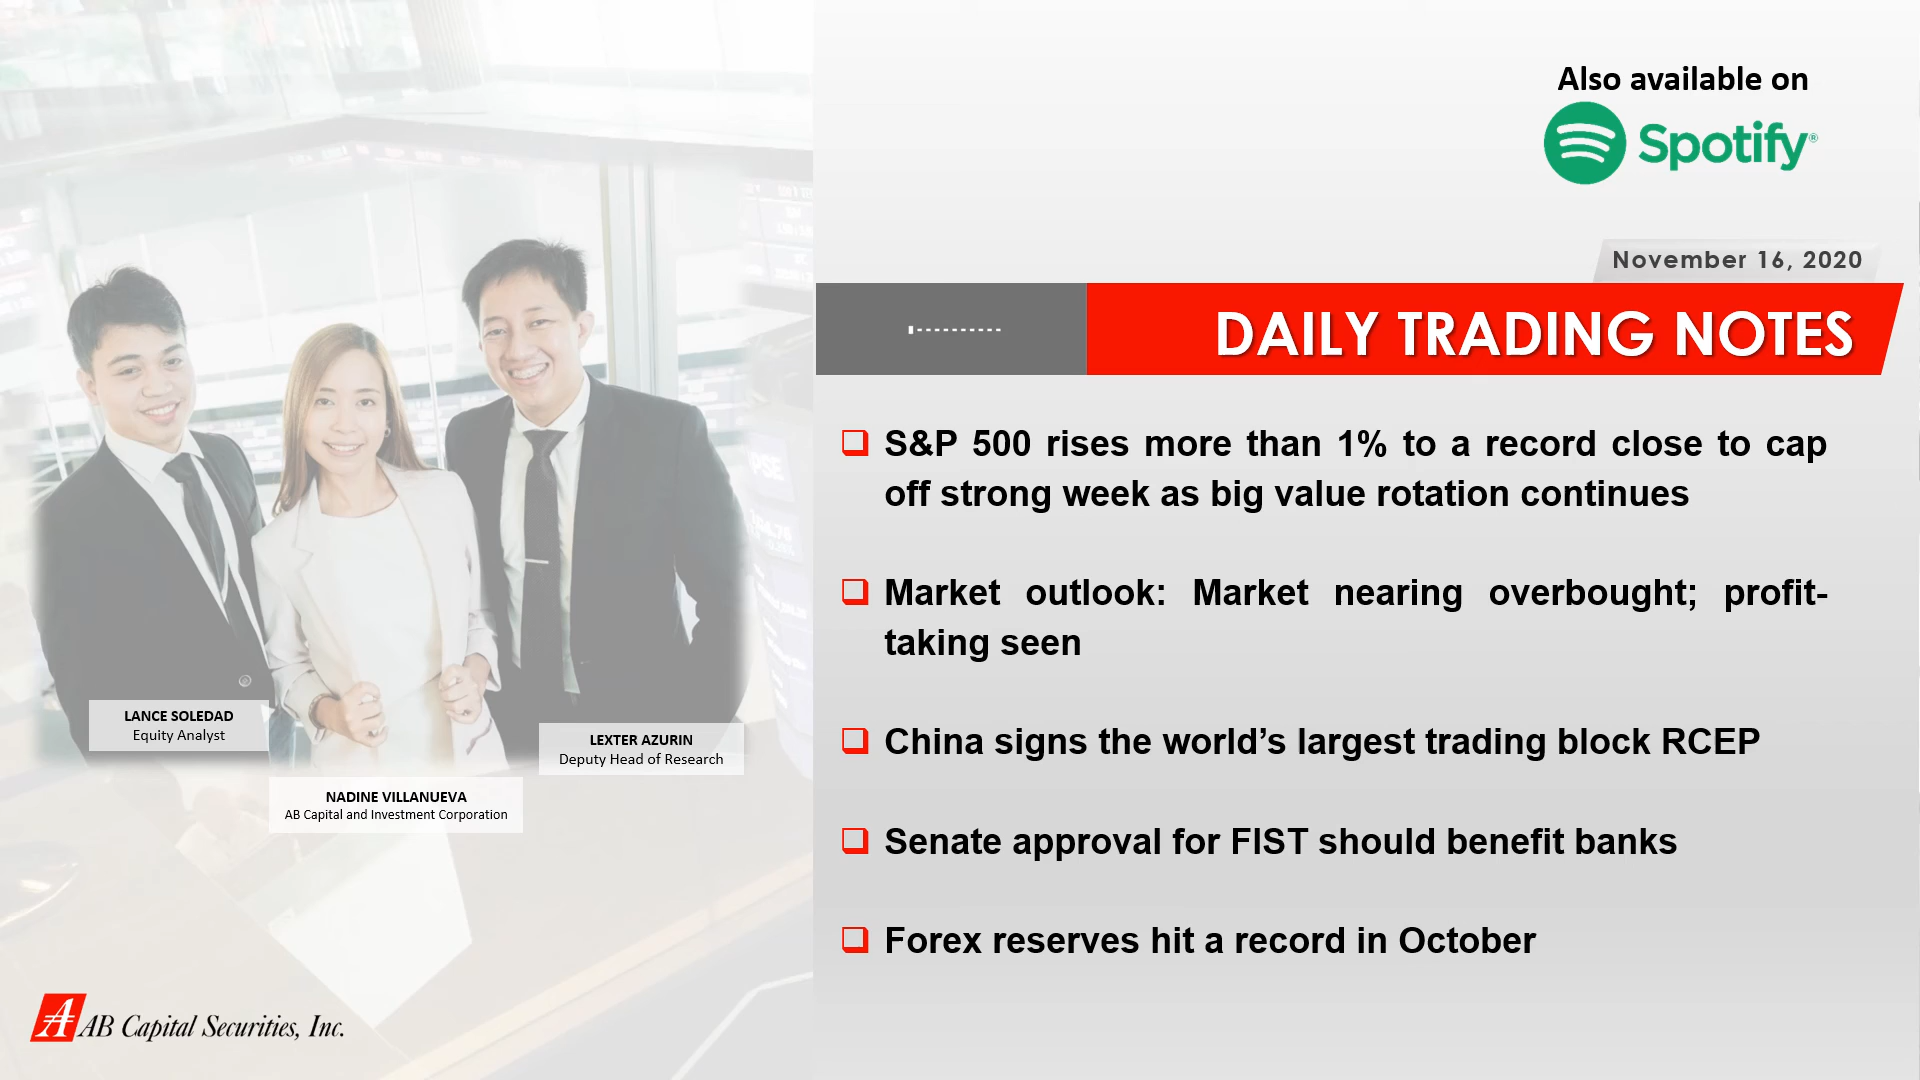 Also available on
Spotify®
November 16, 2020
DAILY TRADING NOTES
S&P 500 rises more than 1% to a record close to cap
off strong week as big value rotation continues
Market outlook: Market nearing overbought; profit-
taking seen
China signs the world’s largest trading block RCEP
Senate approval for FIST should benefit banks
Forex reserves hit a record in October
LANCE SOLEDAD
Equity Analyst
LEXTER AZURIN
Deputy Head of Research
NADINE VILLANUEVA
AB Capital and Investment Corporation
PSE
A AB Capital Securities, Inc.